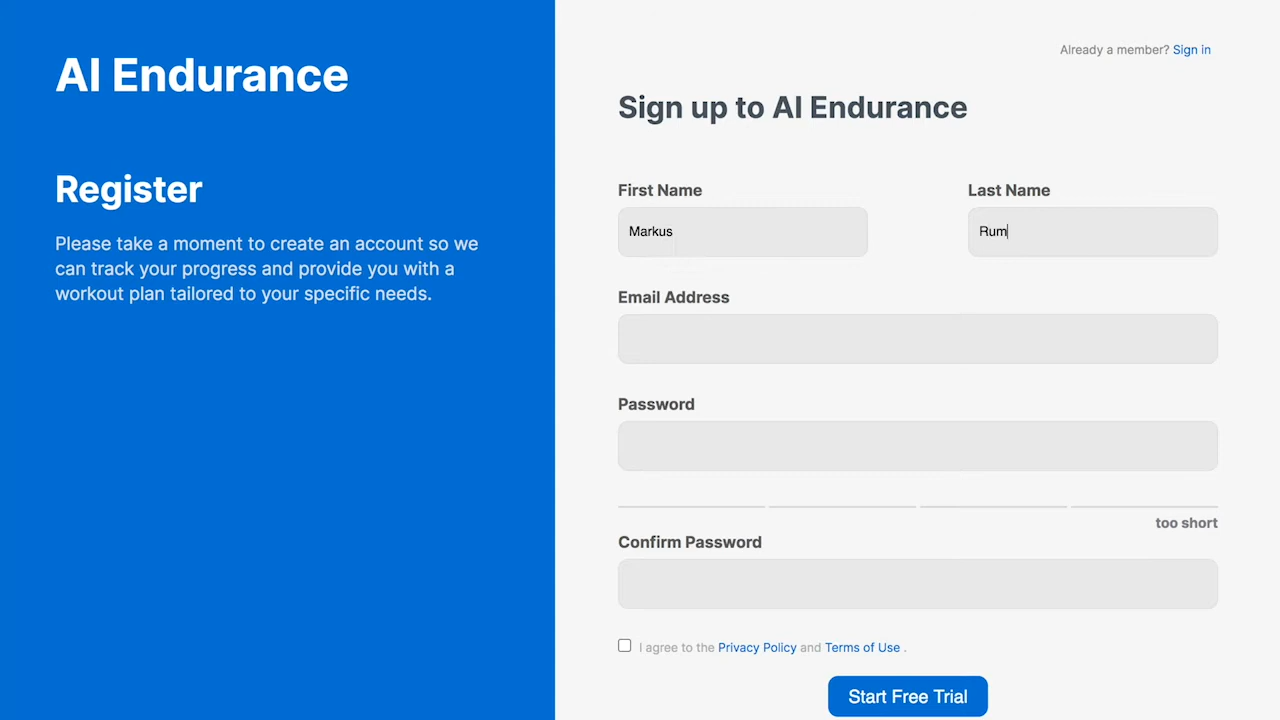 AI Endurance
Register
Please take a moment to create an account so we
can track your progress and provide you with a
workout plan tailored to your specific needs.
Already a member? Sign in
Sign up to AI Endurance
First Name
Last Name
Markus
Rum
Email Address
Password
too short
Confirm Password
I agree to the Privacy Policy and Terms of Use .
Start Free Trial